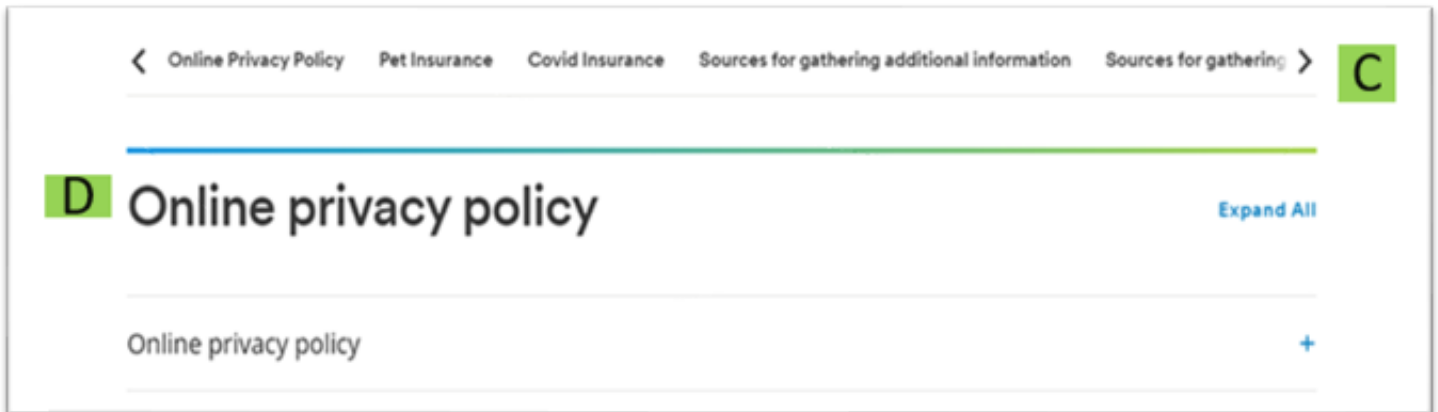 Online Privacy Policy Pet Insurance Covid Insurance Sources for gathering additional information Sources for gathering
C
D
Online privacy policy
Expand All
Online privacy policy +